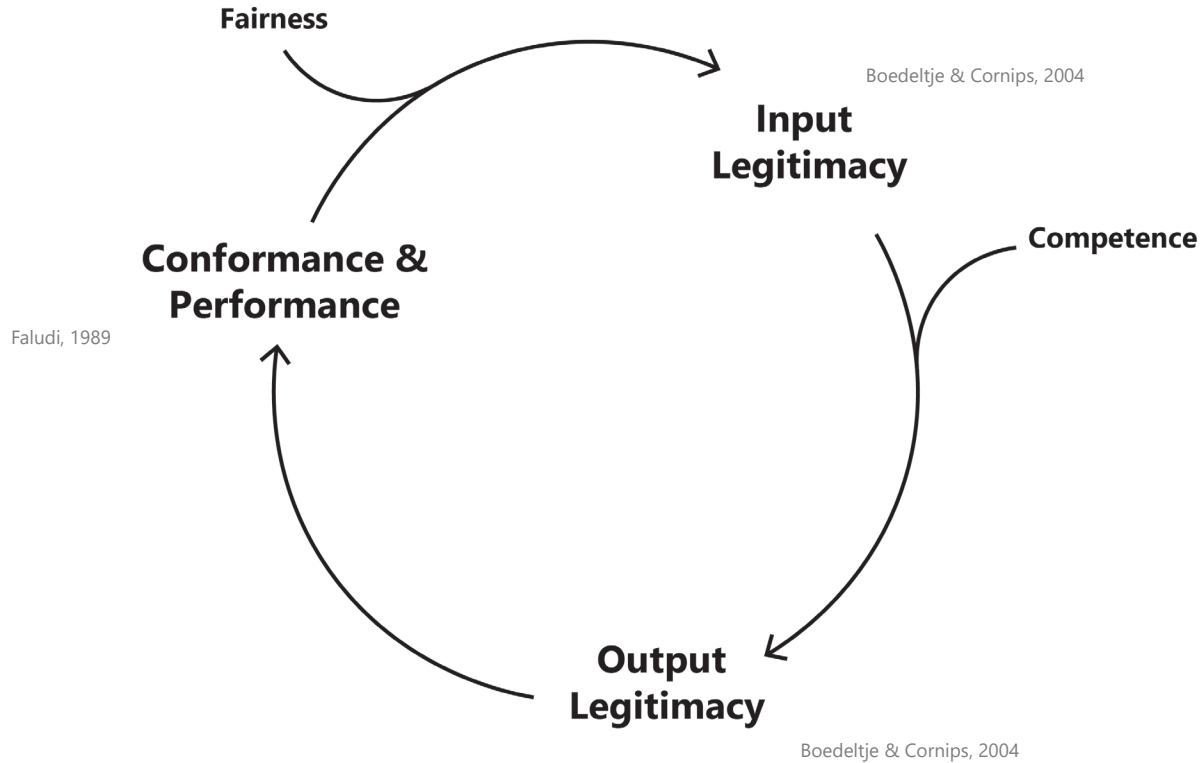 Fairness
Boedeltje & Cornips, 2004
Input
Legitimacy
Competence
Conformance &
Performance
Faludi, 1989
Output
Legitimacy
Boedeltje & Cornips, 2004